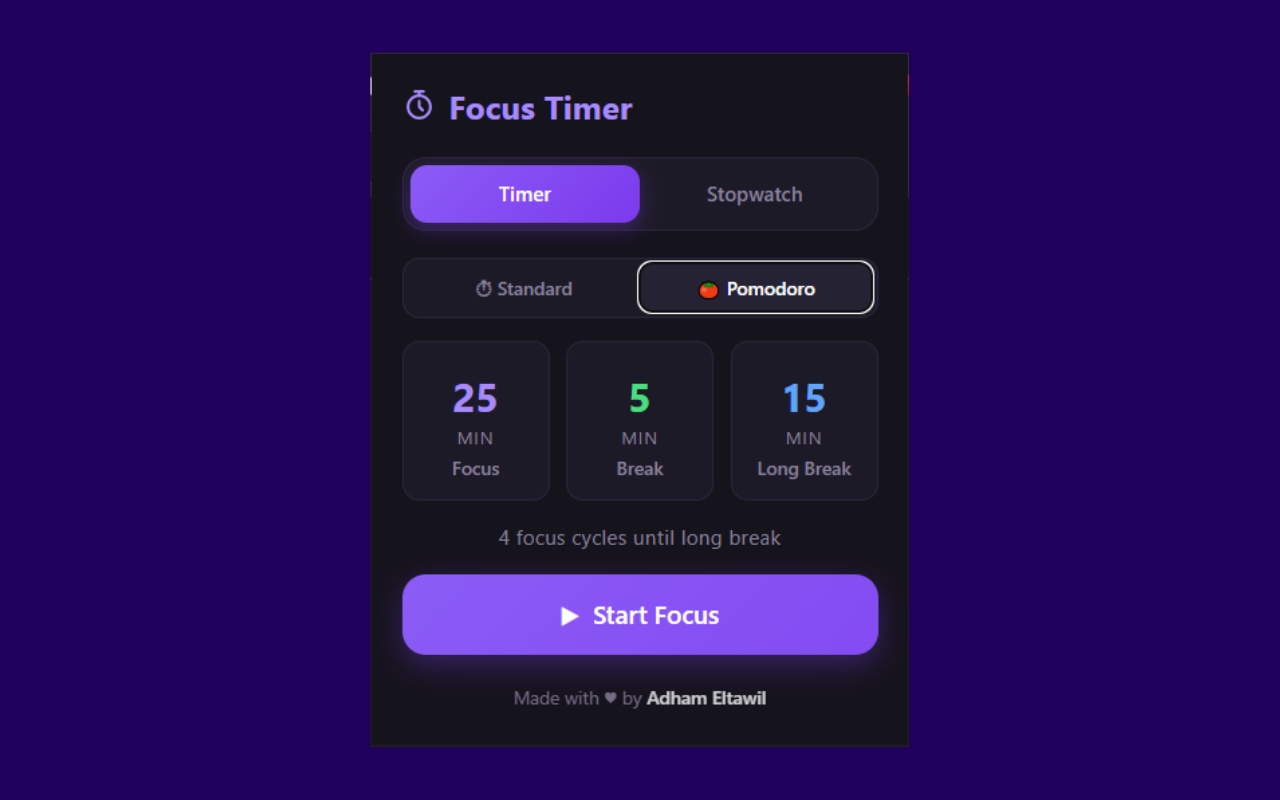 Focus Timer
Timer
Stopwatch
Standard
Pomodoro
25
MIN
Focus
5
MIN
Break
15
MIN
Long Break
4 focus cycles until long break
Start Focus
Made with ♥ by Adham Eltawil